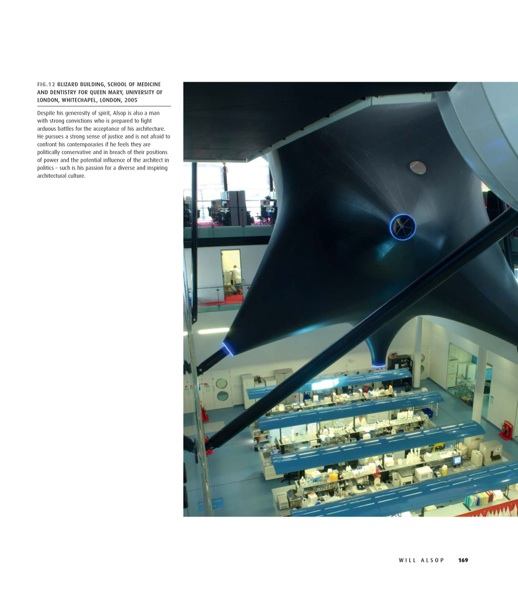 FIG.12 BLIZARD BUILDING, SCHOOL OF MEDICINE
AND DENTISTRY FOR QUEEN MARY, UNIVERSITY OF
LONDON, WHITECHAPEL, LONDON, 2005
Despite his generosity of spirit, Alsop is also a man
with strong convictions who is prepared to fight
arduous battles for the acceptance of his architecture.
He pursues a strong sense of justice and is not afraid to
confront his contemporaries if he feels they are
politically conservative and in breach of their positions
of power and the potential influence of the architect in
politics – such is his passion for a diverse and inspiring
architectural culture.
WILL ALSOP 169